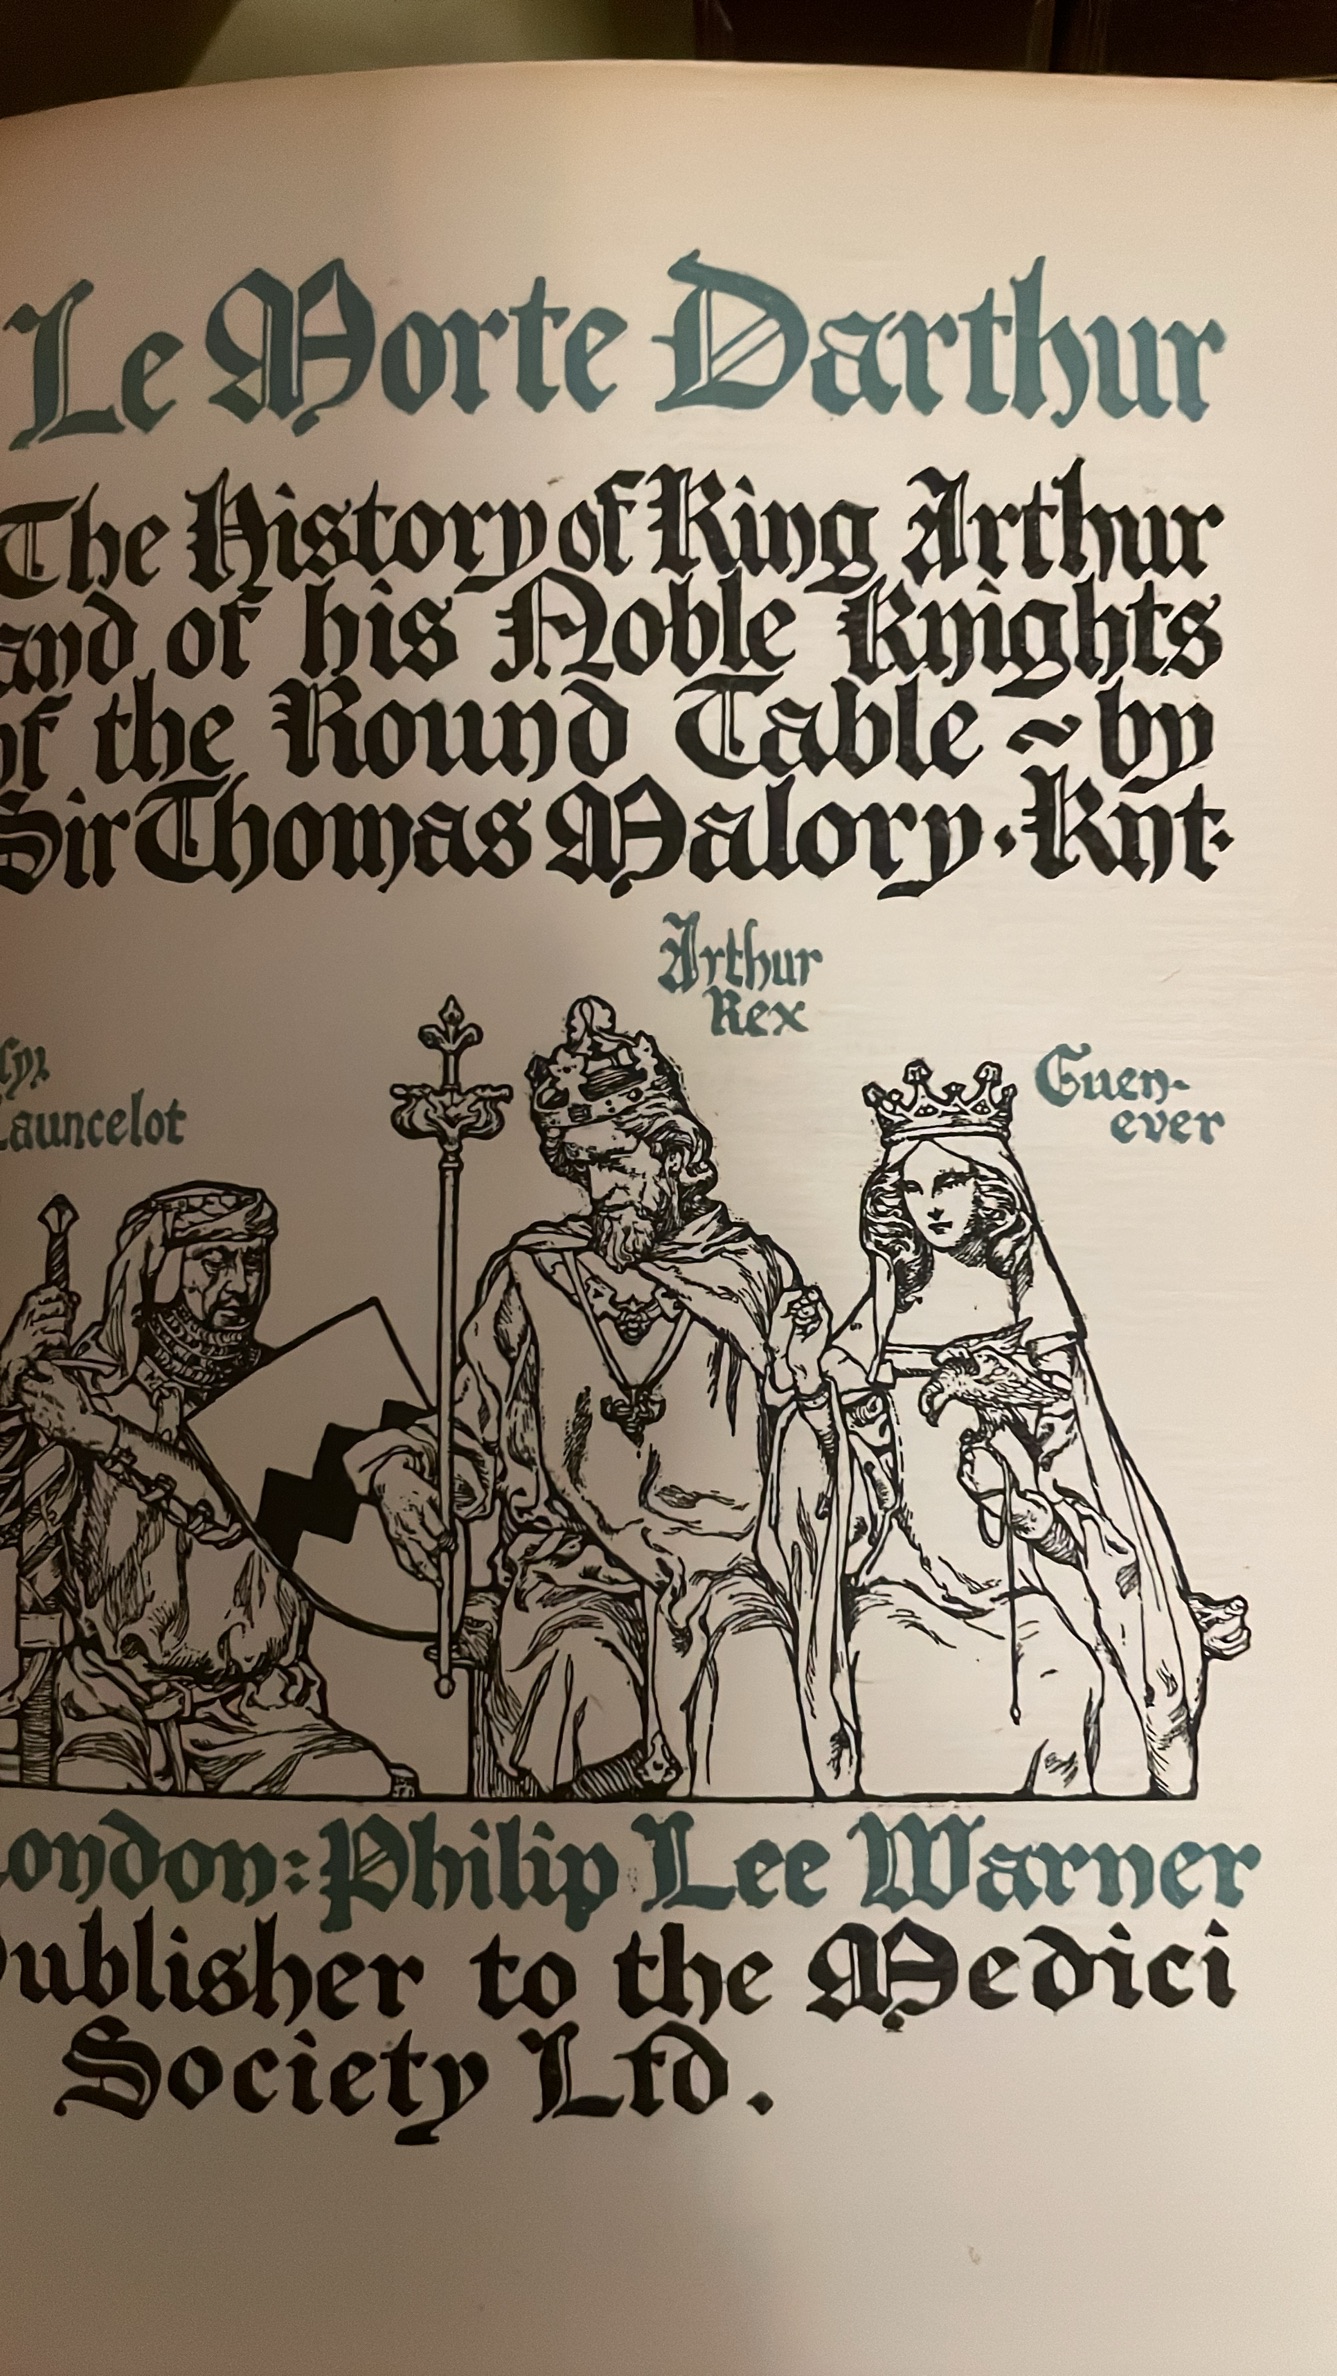 Le Morte Darthur
The History of King Arthur
and of his Noble Knights
of the Round Table ~ by
Sir Thomas Malory · Knt ·
Arthur
Rex
Guen-
ever
Syr
Launcelot
London: Philip Lee Warner
Publisher to the Medici
Society Ltd.